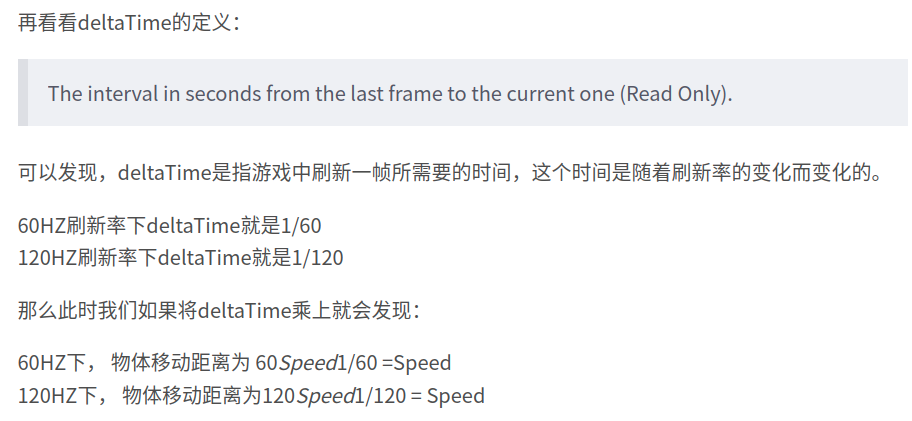 再看看deltaTime的定义：
The interval in seconds from the last frame to the current one (Read Only).
可以发现，deltaTime是指游戏中刷新一帧所需要的时间，这个时间是随着刷新率的变化而变化的。
60HZ刷新率下deltaTime就是1/60
120HZ刷新率下deltaTime就是1/120
那么此时我们如果将deltaTime乘上就会发现：
60HZ下， 物体移动距离为 60Speed1/60 =Speed
120HZ下， 物体移动距离为120Speed1/120 = Speed